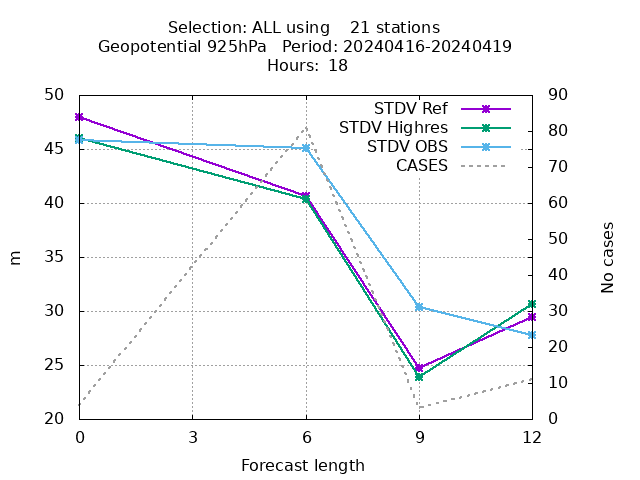 Selection: ALL using    21 stations
Geopotential 925hPa   Period: 20240416-20240419
Hours: 18
STDV Ref
STDV Highres
STDV OBS
CASES
50
45
40
35
30
25
20
m
90
80
70
60
50
40
30
20
10
0
No cases
0 3 6 9 12
Forecast length